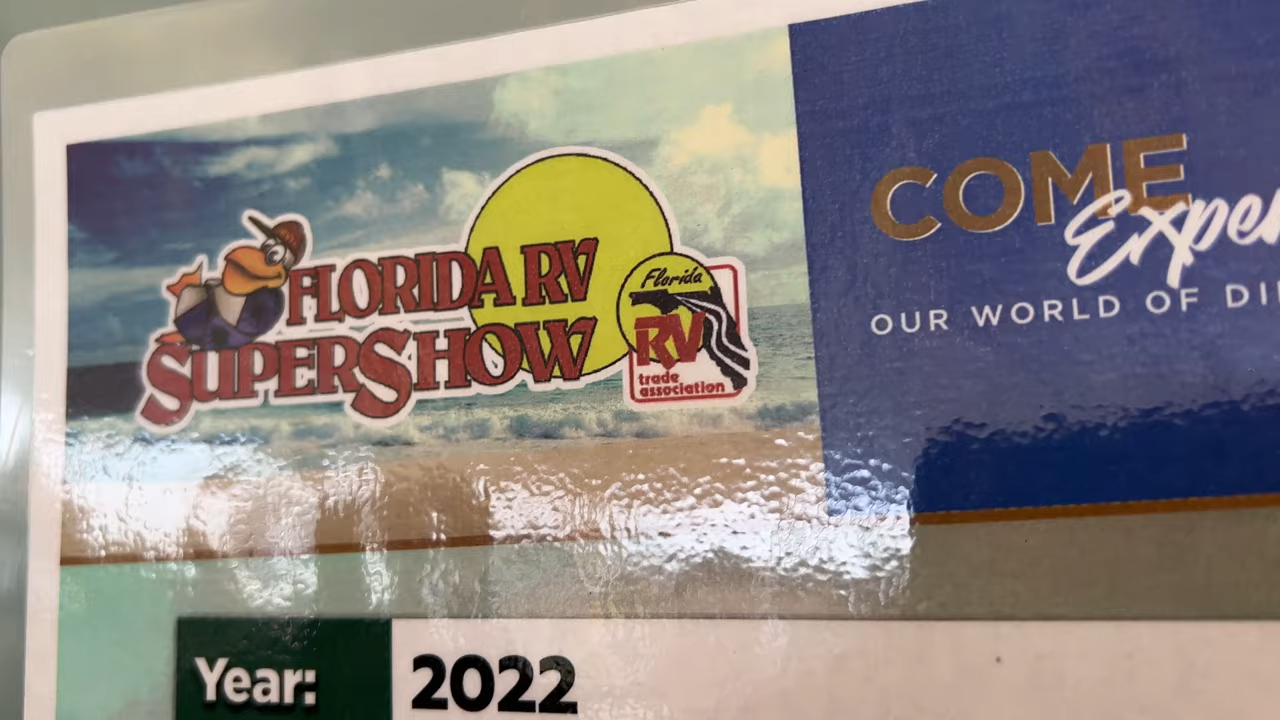 FLORIDA RV
SUPERSHOW
Florida
RV
trade
association
COME
OUR WORLD OF
Year: 2022